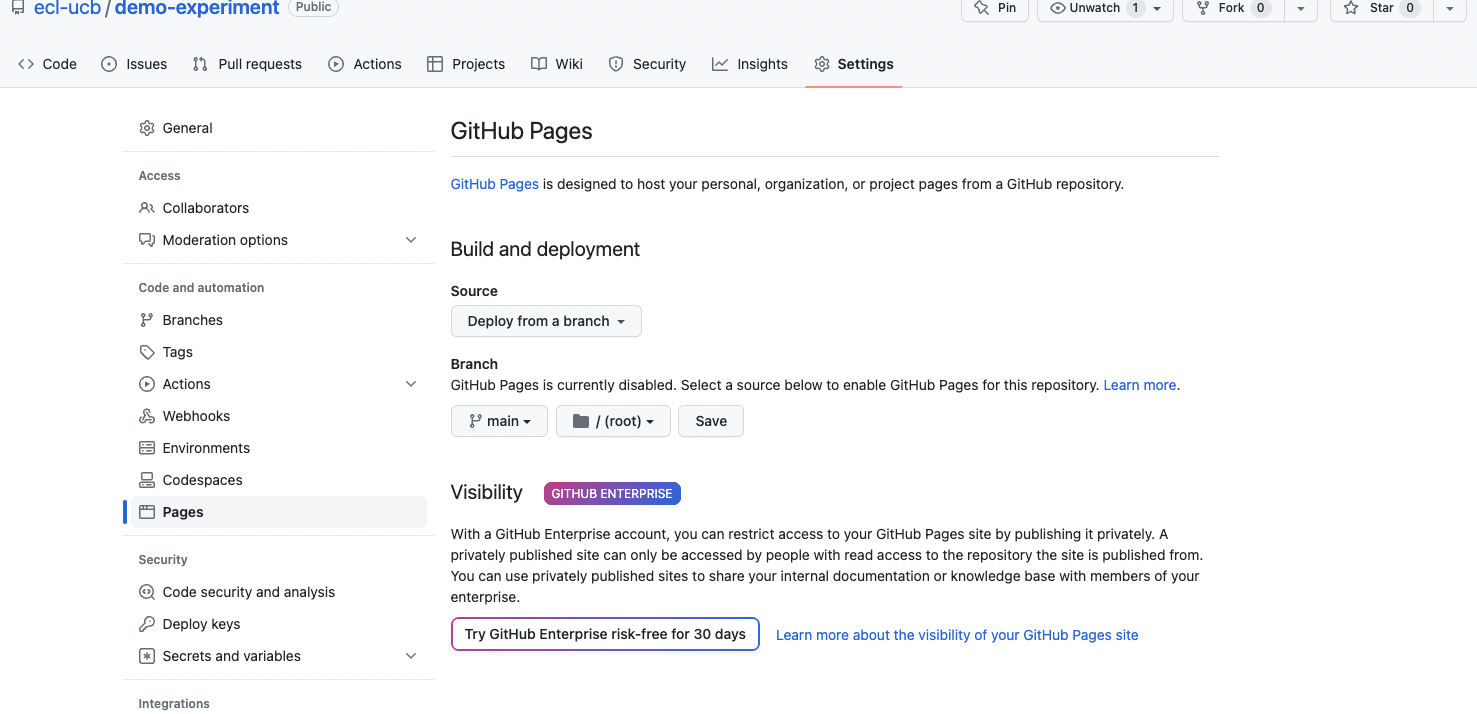 ecl-ucb / demo-experiment Public
Pin Unwatch 1 Fork 0 Star 0
Code Issues Pull requests Actions Projects Wiki Security Insights Settings
General
Access
Collaborators
Moderation options
Code and automation
Branches
Tags
Actions
Webhooks
Environments
Codespaces
Pages
Security
Code security and analysis
Deploy keys
Secrets and variables
Integrations
GitHub Pages
GitHub Pages is designed to host your personal, organization, or project pages from a GitHub repository.
Build and deployment
Source
Deploy from a branch
Branch
GitHub Pages is currently disabled. Select a source below to enable GitHub Pages for this repository. Learn more.
main / (root) Save
Visibility GITHUB ENTERPRISE
With a GitHub Enterprise account, you can restrict access to your GitHub Pages site by publishing it privately. A
privately published site can only be accessed by people with read access to the repository the site is published from.
You can use privately published sites to share your internal documentation or knowledge base with members of your
enterprise.
Try GitHub Enterprise risk-free for 30 days Learn more about the visibility of your GitHub Pages site